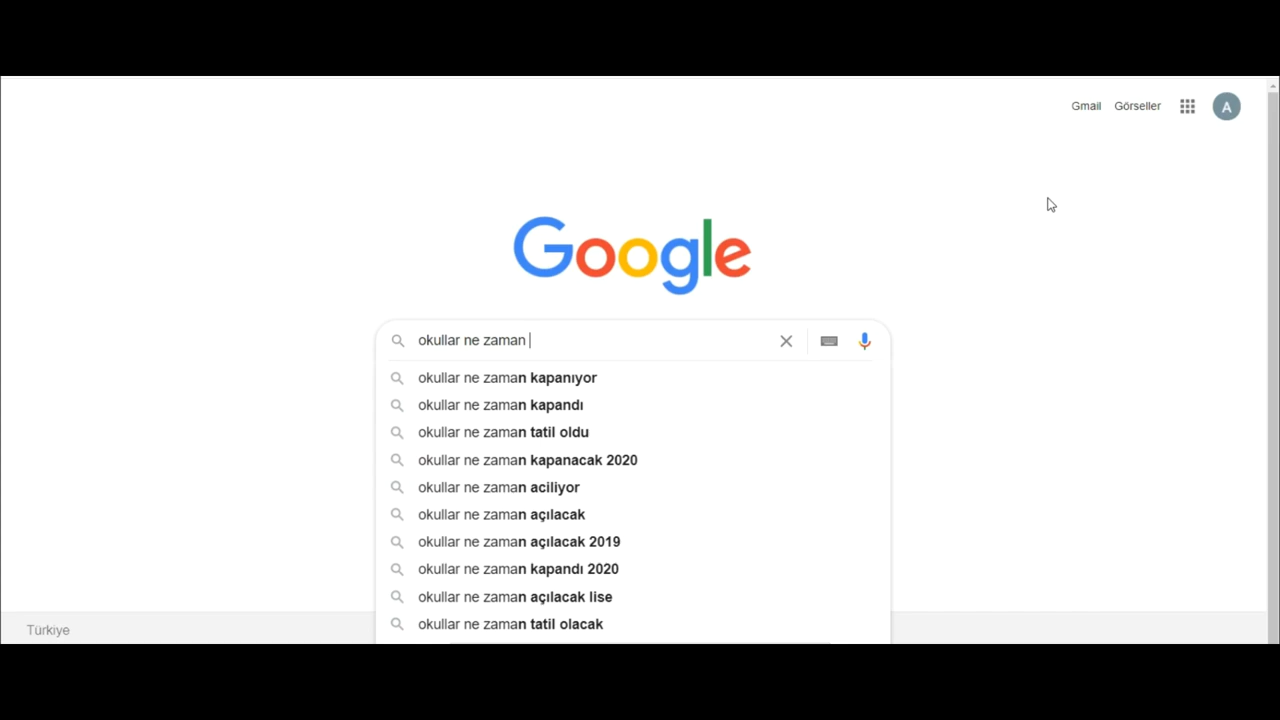 Gmail Görseller A
Google
okullar ne zaman
okullar ne zaman kapanıyor
okullar ne zaman kapandı
okullar ne zaman tatil oldu
okullar ne zaman kapanacak 2020
okullar ne zaman aciliyor
okullar ne zaman açılacak
okullar ne zaman açılacak 2019
okullar ne zaman kapandı 2020
okullar ne zaman açılacak lise
okullar ne zaman tatil olacak
Türkiye